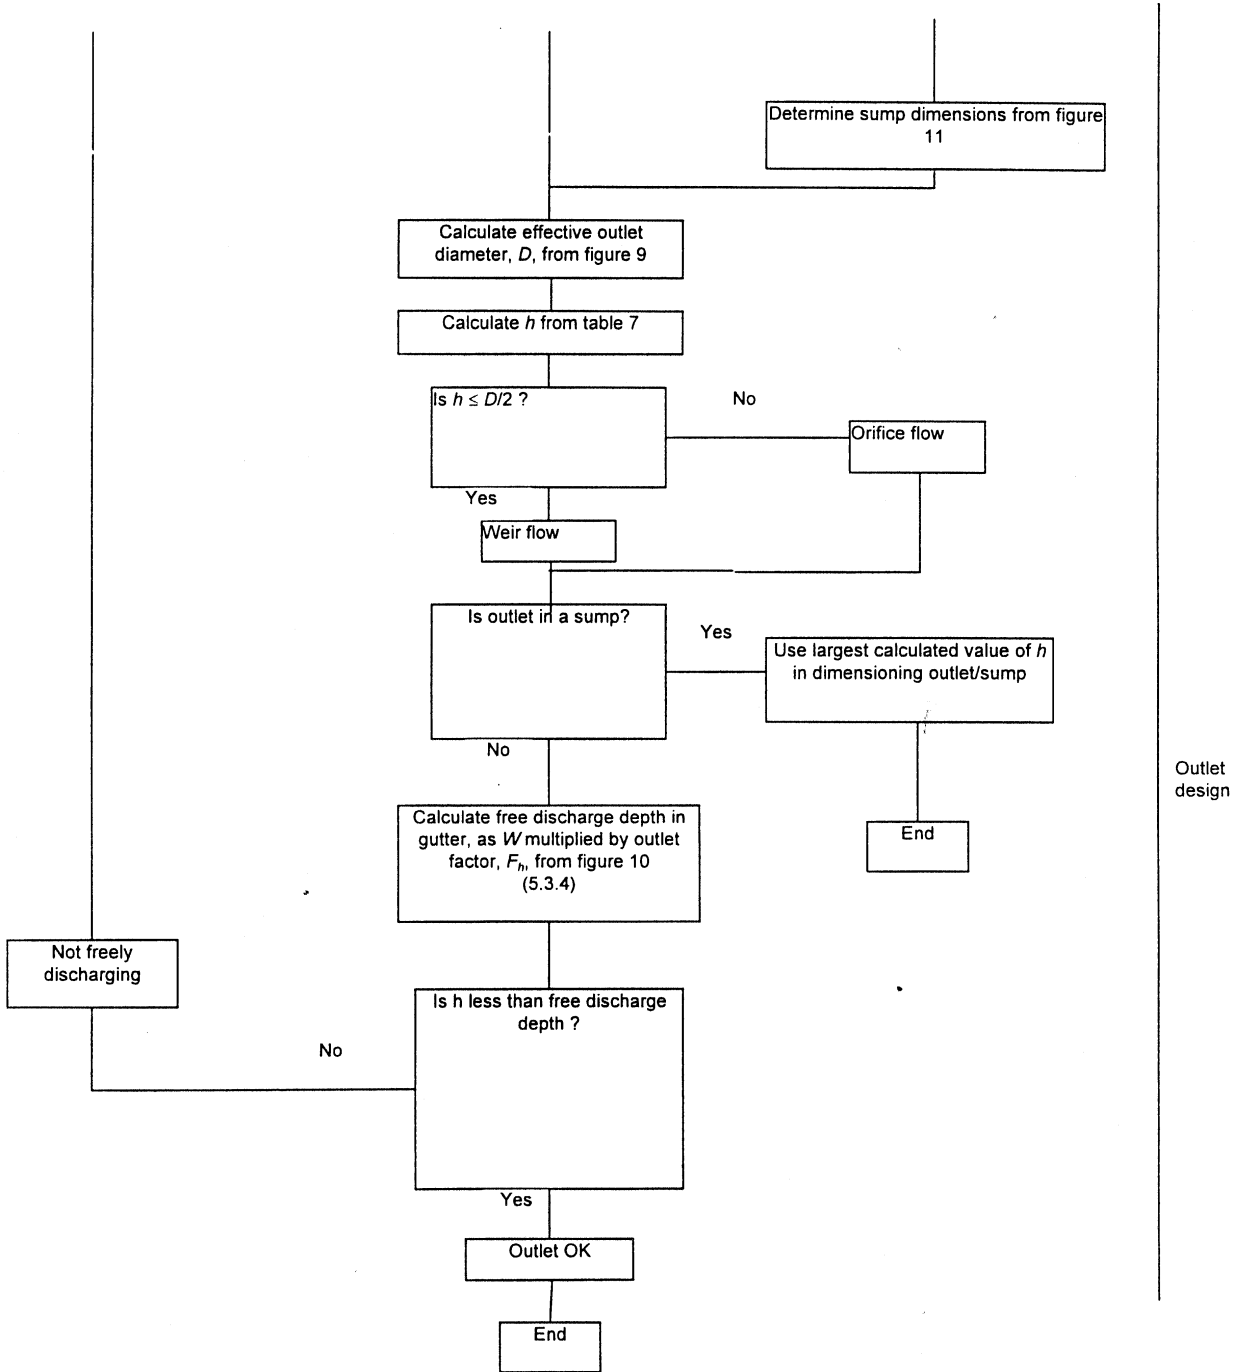 Determine sump dimensions from figure
11
Calculate effective outlet
diameter, D, from figure 9
Calculate h from table 7
Is h ≤ D/2 ?
No
Orifice flow
Yes
Weir flow
Is outlet in a sump?
Yes
Use largest calculated value of h
in dimensioning outlet/sump
No
Outlet
design
Calculate free discharge depth in
gutter, as W multiplied by outlet
factor, Fh, from figure 10
(5.3.4)
End
Not freely
discharging
Is h less than free discharge
depth ?
No
Yes
Outlet OK
End